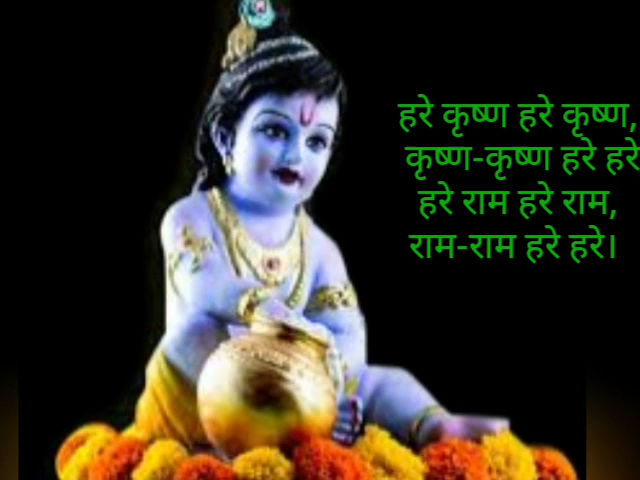 हरे कृष्ण हरे कृष्ण,
कृष्ण-कृष्ण हरे हरे
हरे राम हरे राम,
राम-राम हरे हरे।